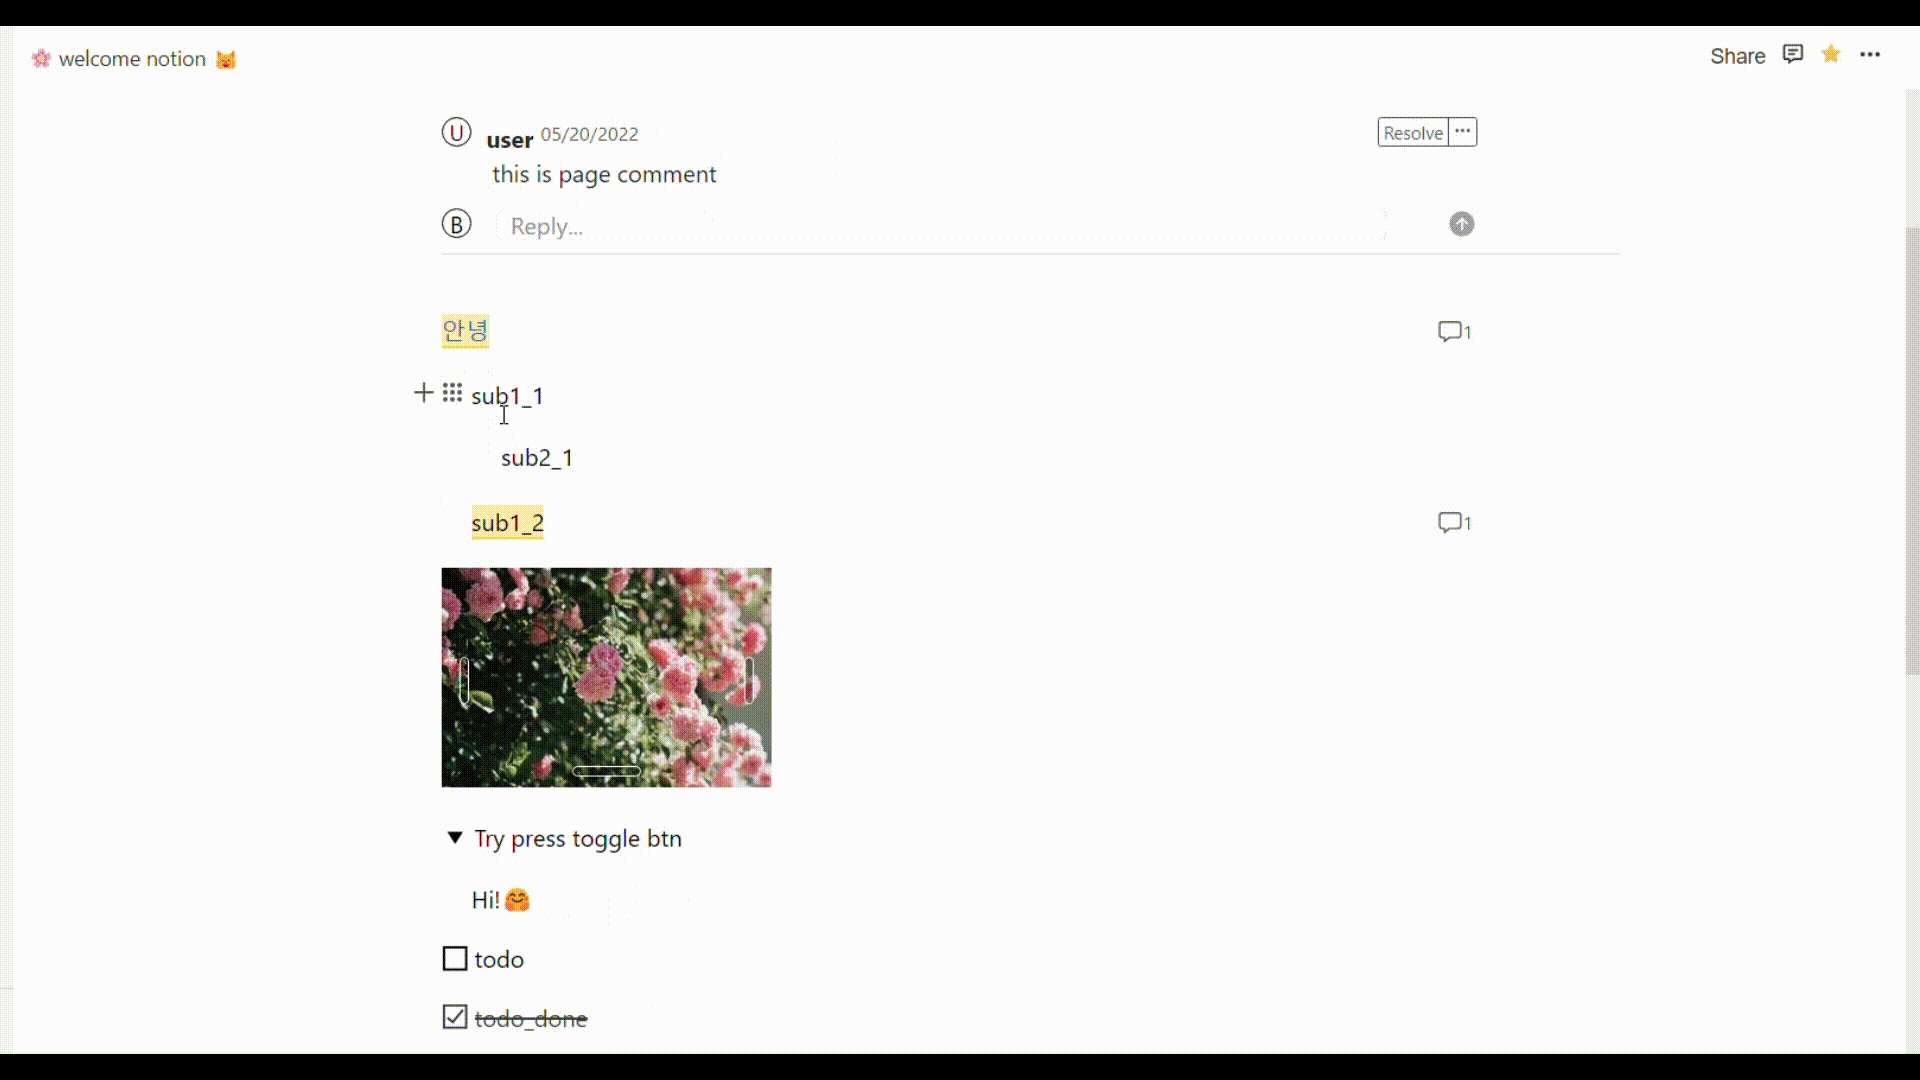 🌸 welcome notion 😺
Share
U user 05/20/2022
Resolve
this is page comment
B Reply...
안녕 1
sub1_1
sub2_1
sub1_2 1
Try press toggle btn
Hi! 🤗
todo
todo_done